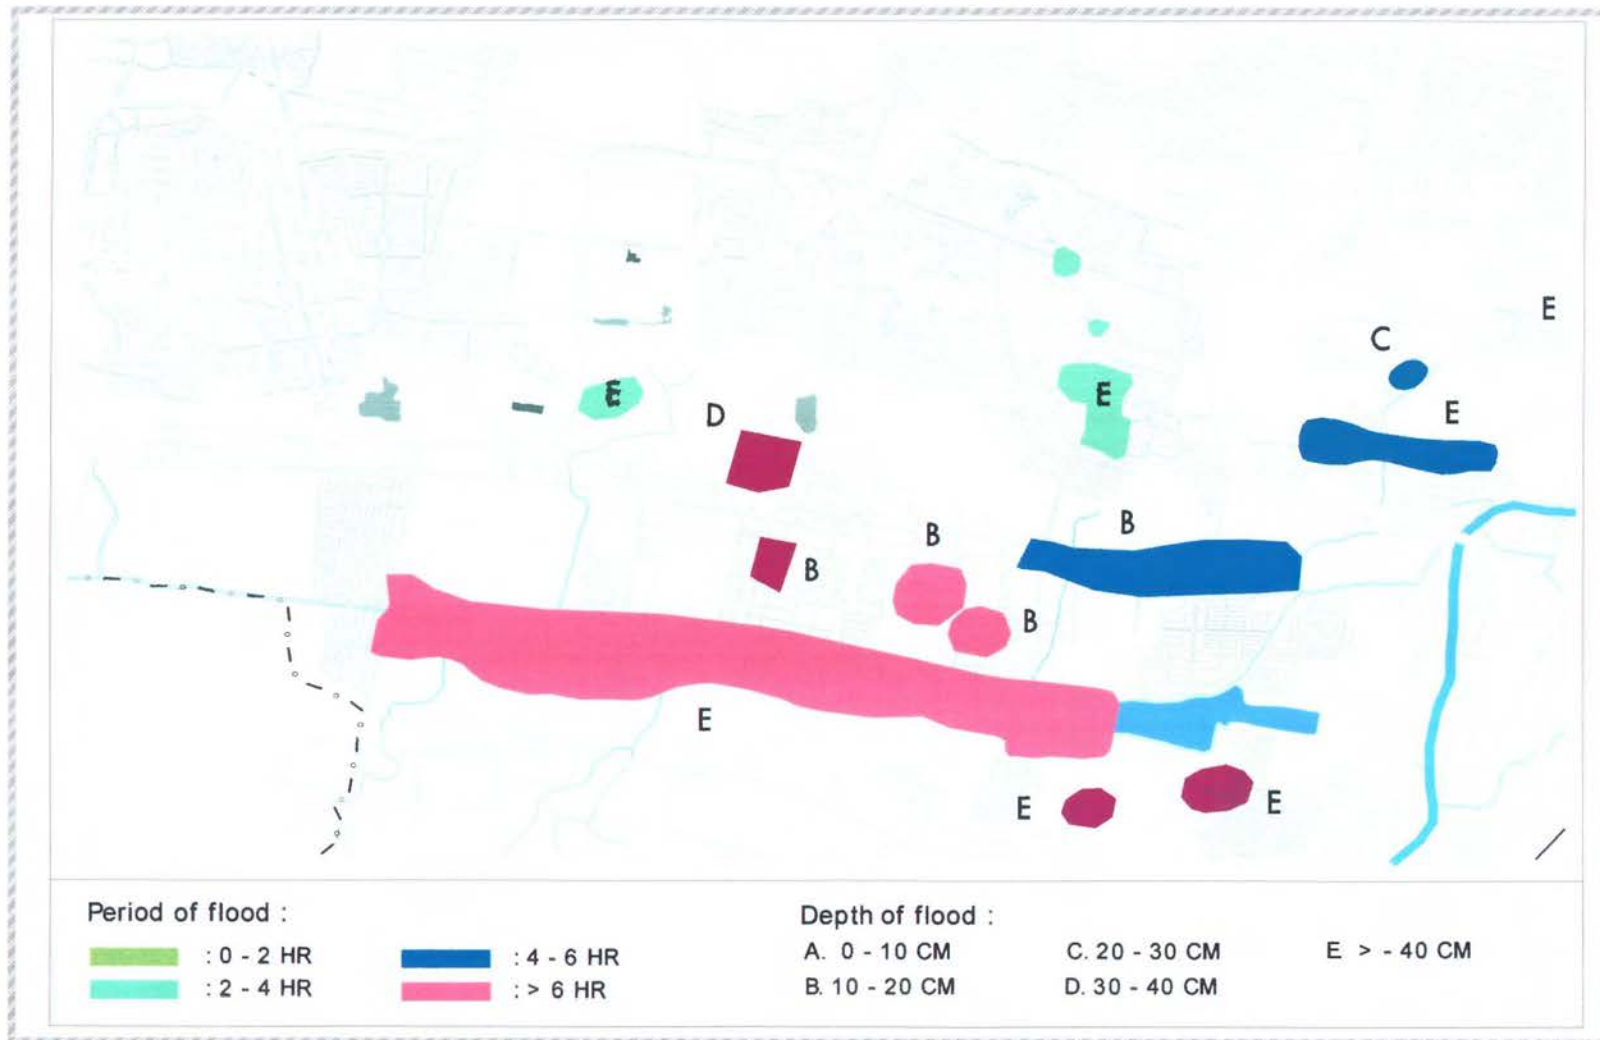 E
C
E
E
E
D
B
B
B
B
E
E
E
Period of flood :
: 0 - 2 HR
: 4 - 6 HR
: 2 - 4 HR
: > 6 HR
Depth of flood :
A. 0 - 10 CM
C. 20 - 30 CM
E > - 40 CM
B. 10 - 20 CM
D. 30 - 40 CM